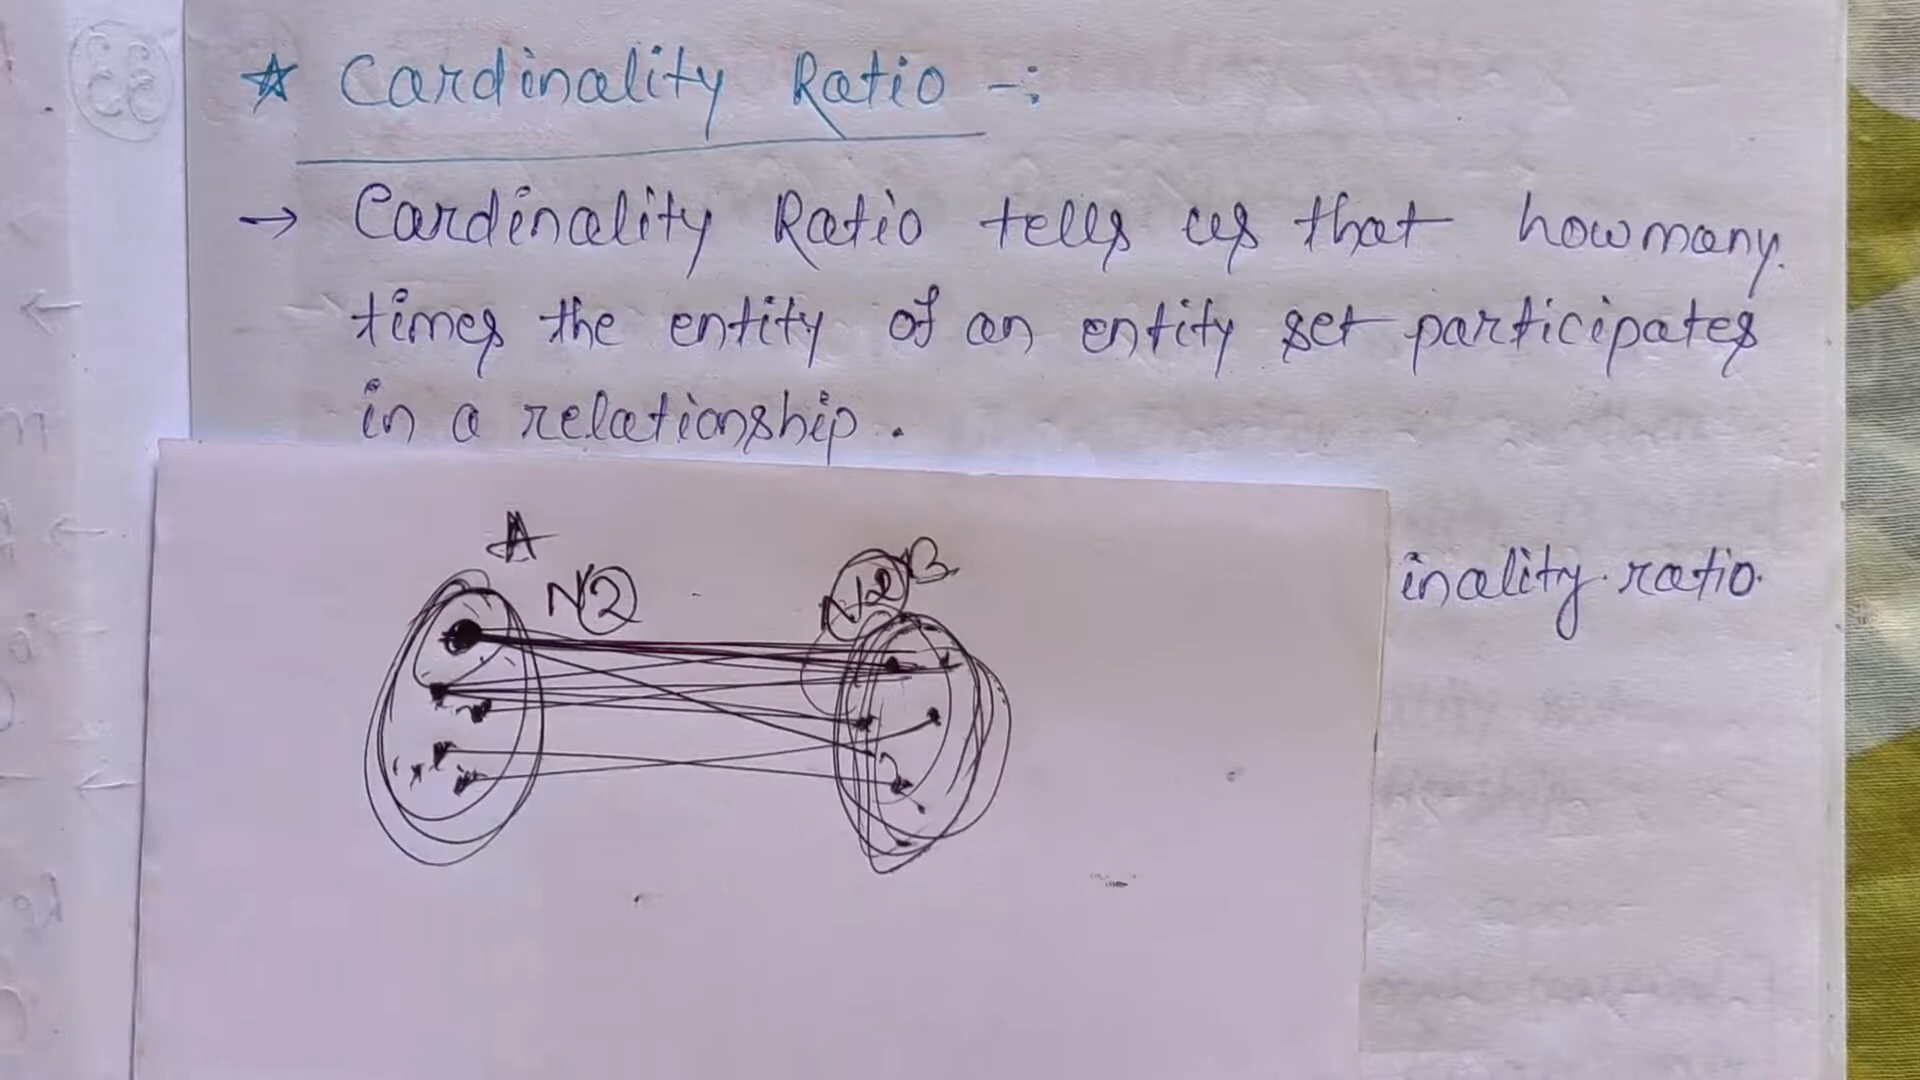 ☆ Cardinality Ratio -:
→ Cardinality Ratio tells us that howmany
times the entity of an entity set participates
in a relationship.
A
N2
B
inality ratio